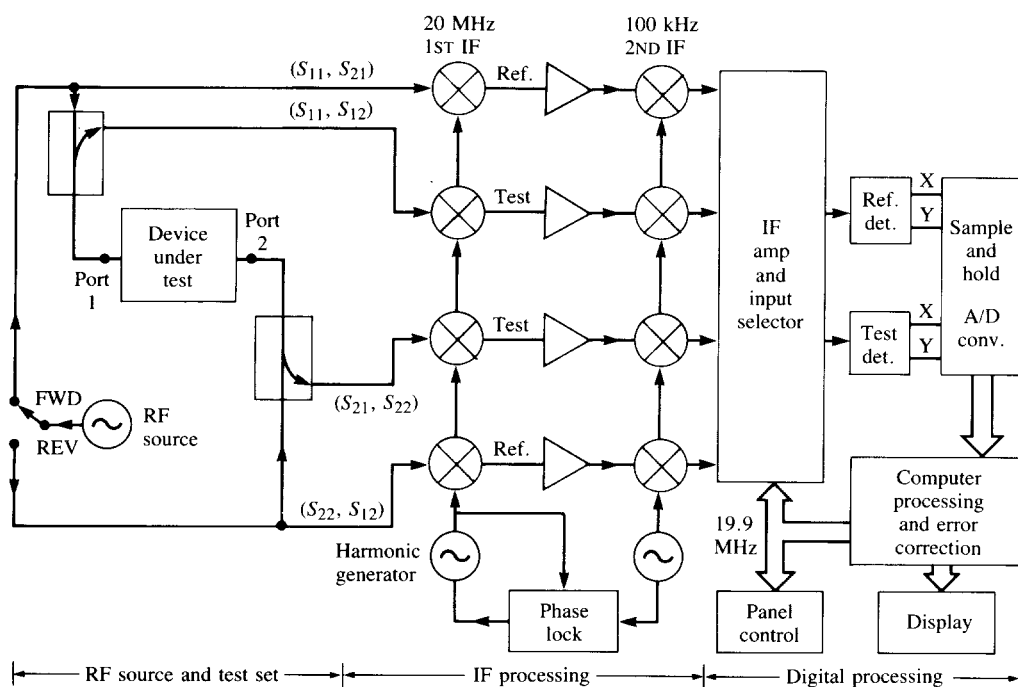 20 MHz
1ST IF
100 kHz
2ND IF
(S11, S21)
Ref.
(S11, S12)
Test
Device
under
test
Port
1
Port
2
Test
(S21, S22)
FWD
REV
RF
source
Ref.
(S22, S12)
Harmonic
generator
Phase
lock
IF
amp
and
input
selector
Ref.
det.
X
Y
Test
det.
X
Y
Sample
and
hold
A/D
conv.
19.9
MHz
Computer
processing
and error
correction
Panel
control
Display
RF source and test set
IF processing
Digital processing